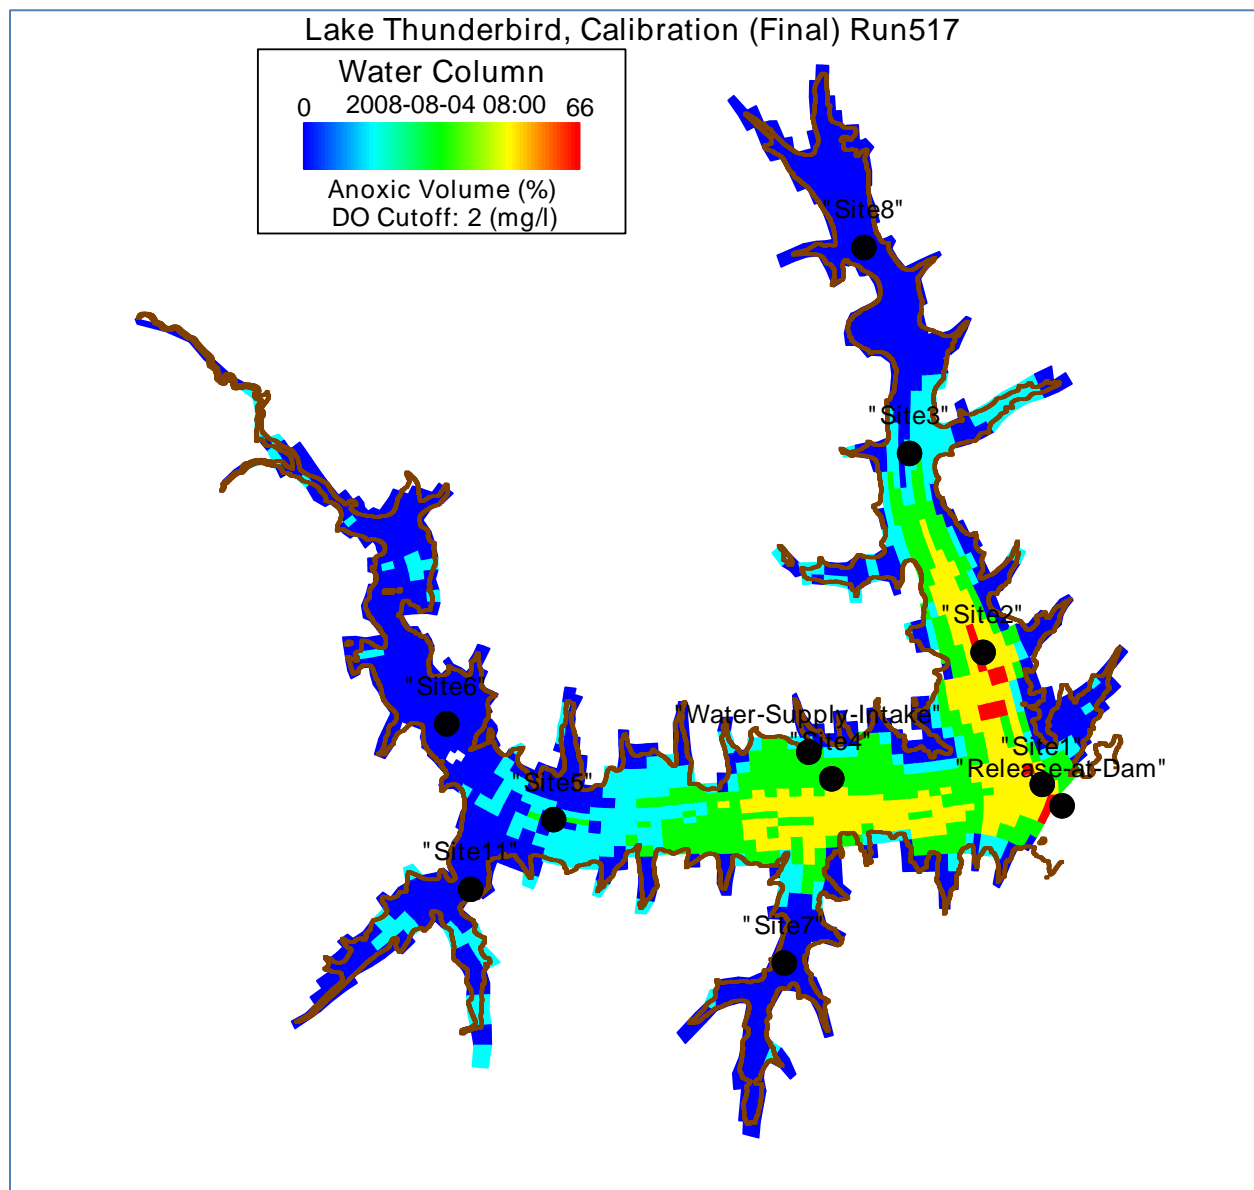 Lake Thunderbird, Calibration (Final) Run517
Water Column
0 2008-08-04 08:00 66
Anoxic Volume (%)
DO Cutoff: 2 (mg/l)
"Site8"
"Site3"
"Site2"
"Site6"
"Water-Supply-Intake"
"Site4"
"Site1"
"Release-at-Dam"
"Site5"
"Site11"
"Site7"